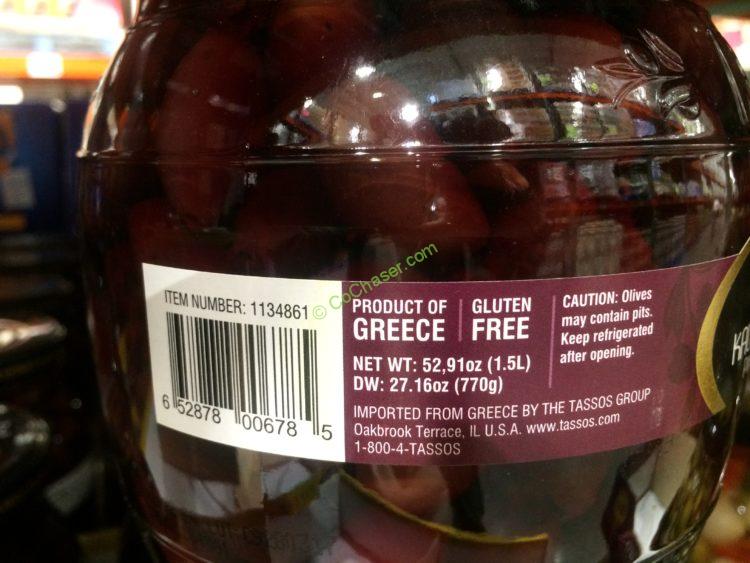 ITEM NUMBER: 1134861
© CoChaser.com
6 52878 00678 5
PRODUCT OF
GREECE
GLUTEN
FREE
CAUTION: Olives
may contain pits.
Keep refrigerated
after opening.
NET WT: 52,91oz (1.5L)
DW: 27.16oz (770g)
IMPORTED FROM GREECE BY THE TASSOS GROUP
Oakbrook Terrace, IL U.S.A. www.tassos.com
1-800-4-TASSOS